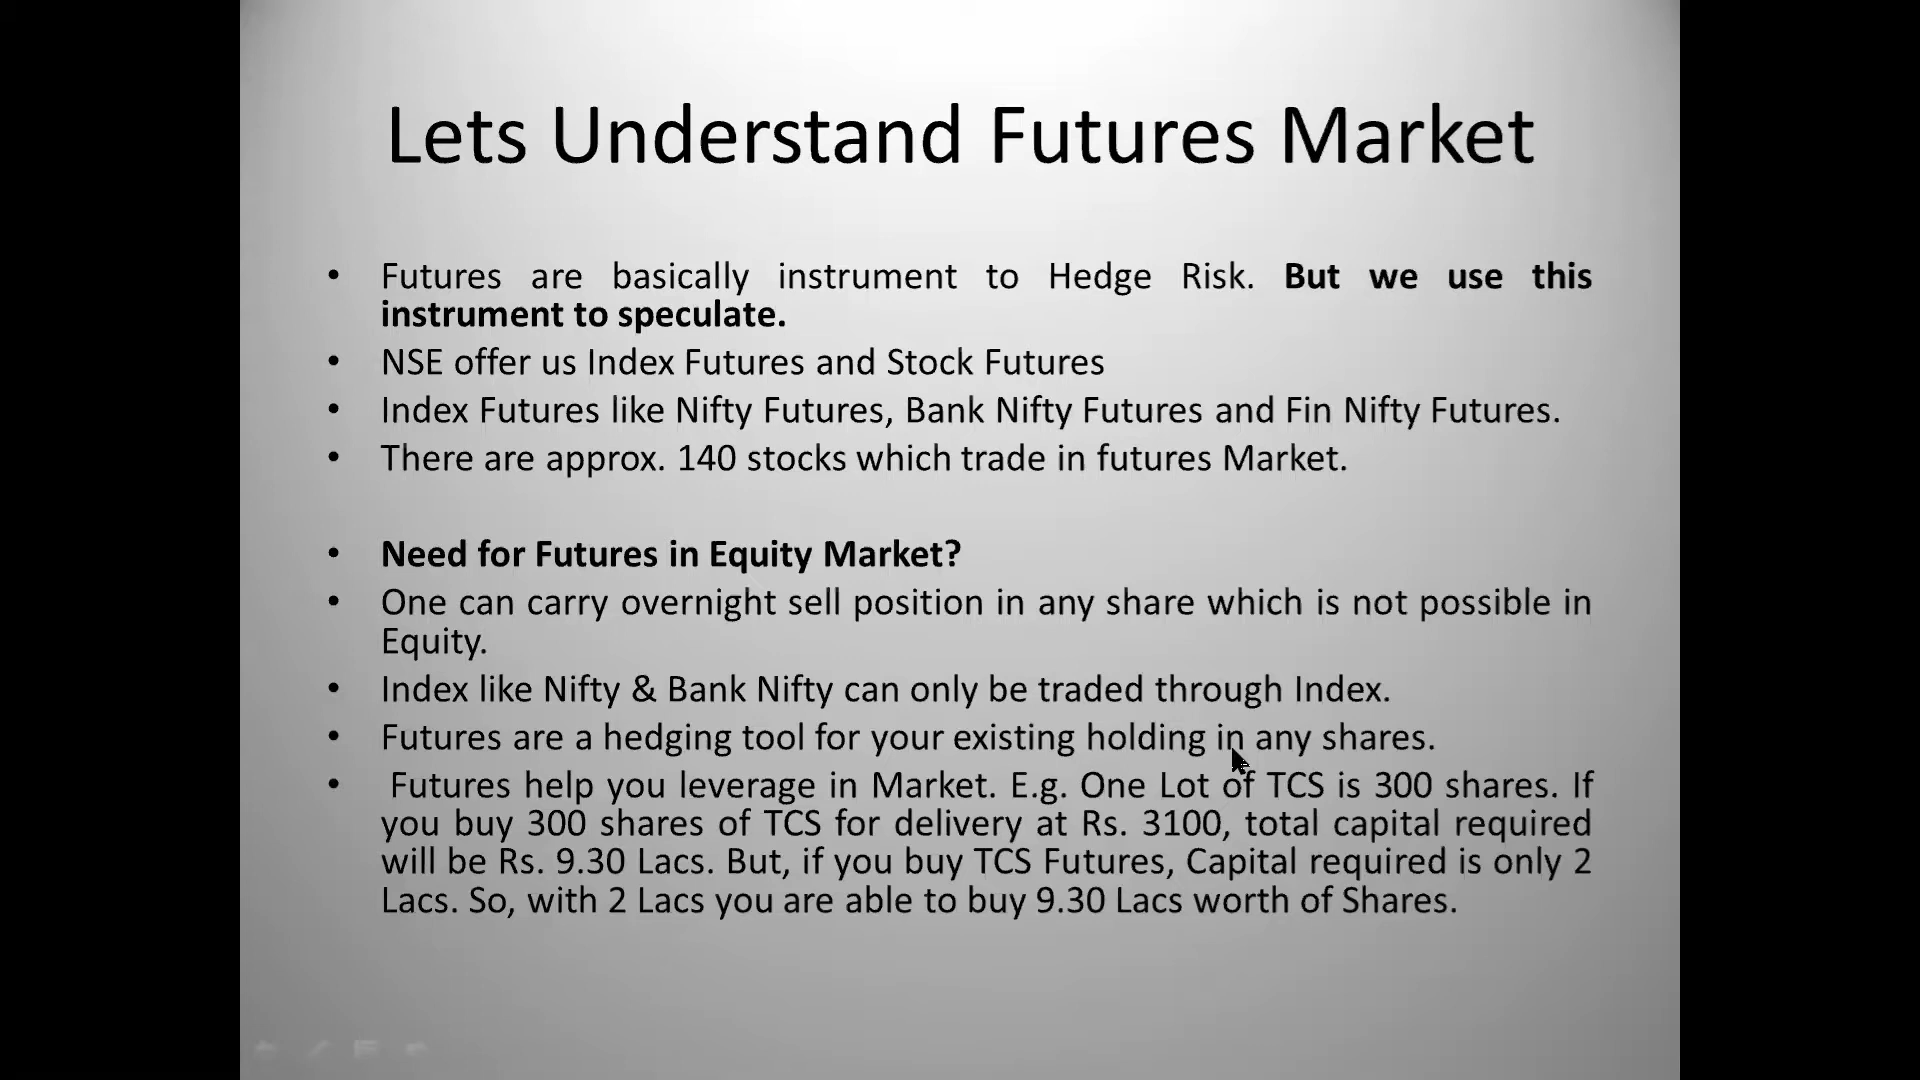 Lets Understand Futures Market
• Futures are basically instrument to Hedge Risk. But we use this
instrument to speculate.
• NSE offer us Index Futures and Stock Futures
• Index Futures like Nifty Futures, Bank Nifty Futures and Fin Nifty Futures.
• There are approx. 140 stocks which trade in futures Market.
• Need for Futures in Equity Market?
• One can carry overnight sell position in any share which is not possible in
Equity.
• Index like Nifty & Bank Nifty can only be traded through Index.
• Futures are a hedging tool for your existing holding in any shares.
• Futures help you leverage in Market. E.g. One Lot of TCS is 300 shares. If
you buy 300 shares of TCS for delivery at Rs. 3100, total capital required
will be Rs. 9.30 Lacs. But, if you buy TCS Futures, Capital required is only 2
Lacs. So, with 2 Lacs you are able to buy 9.30 Lacs worth of Shares.